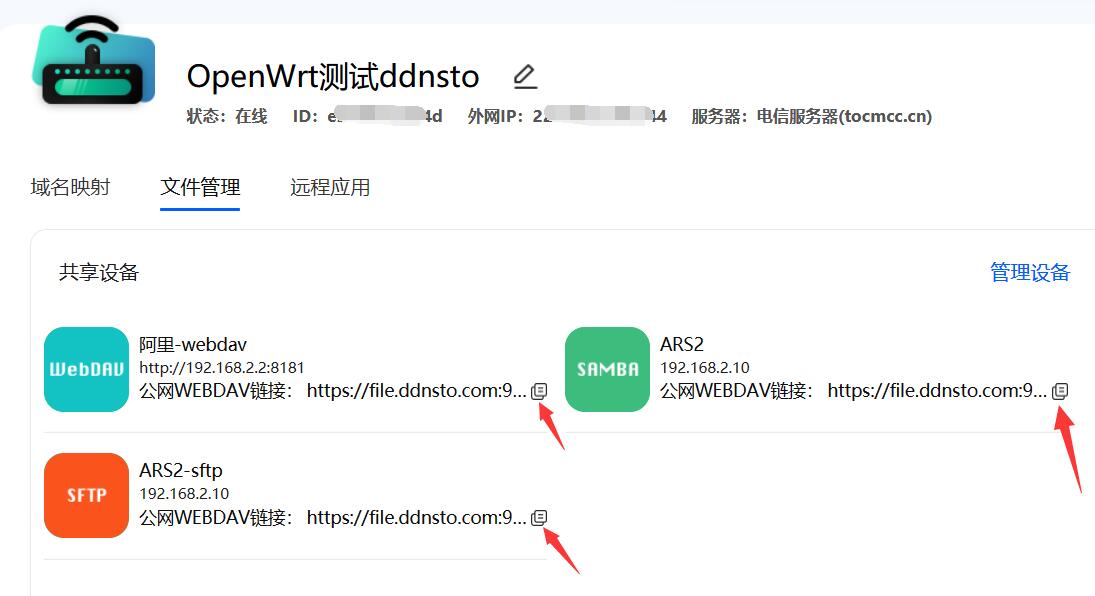 OpenWrt测试ddnsto
状态：在线 ID： 外网IP： 服务器：电信服务器(tocmcc.cn)
域名映射 文件管理 远程应用
共享设备 管理设备
WebDAV
阿里-webdav
http://192.168.2.2:8181
公网WEBDAV链接： https://file.ddnsto.com:9...
SAMBA
ARS2
192.168.2.10
公网WEBDAV链接： https://file.ddnsto.com:9...
SFTP
ARS2-sftp
192.168.2.10
公网WEBDAV链接： https://file.ddnsto.com:9...